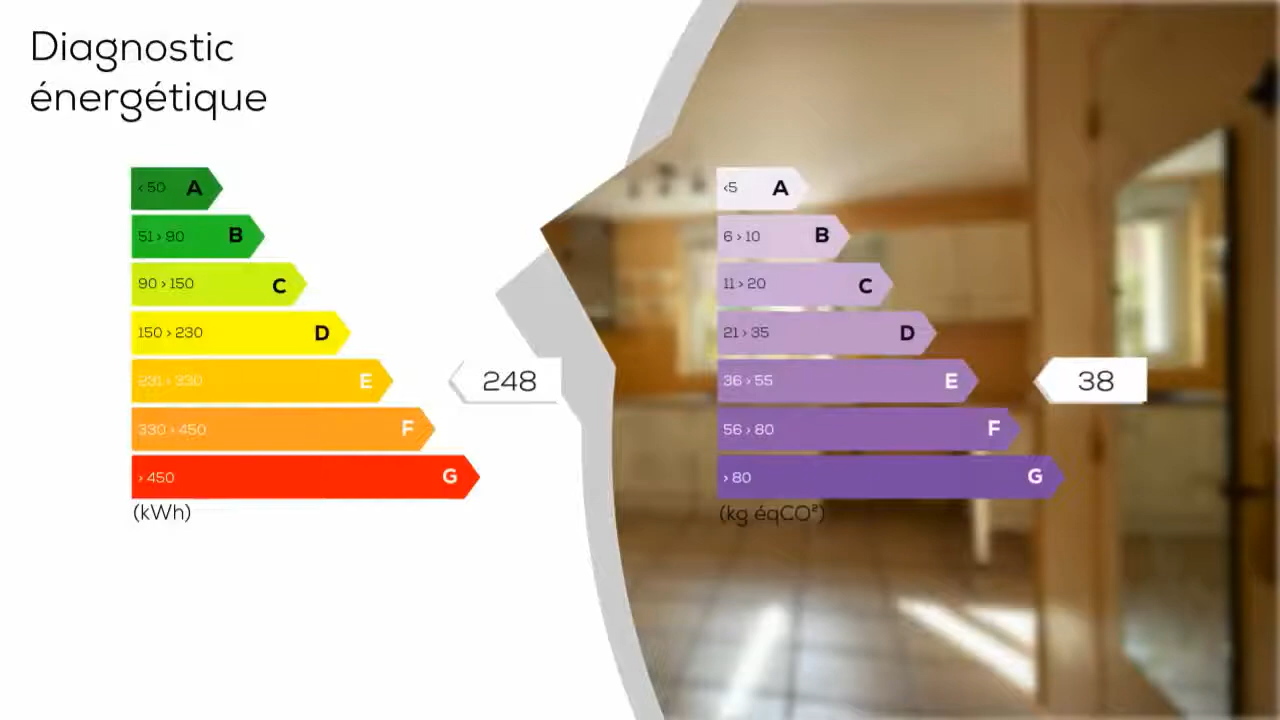 Diagnostic
énergétique
< 50 A
51 > 90 B
90 > 150 C
150 > 230 D
231 > 330 E
330 > 450 F
> 450 G
(kWh)
248
<5 A
6 > 10 B
11 > 20 C
21 > 35 D
36 > 55 E
56 > 80 F
> 80 G
(kg éqCO²)
38